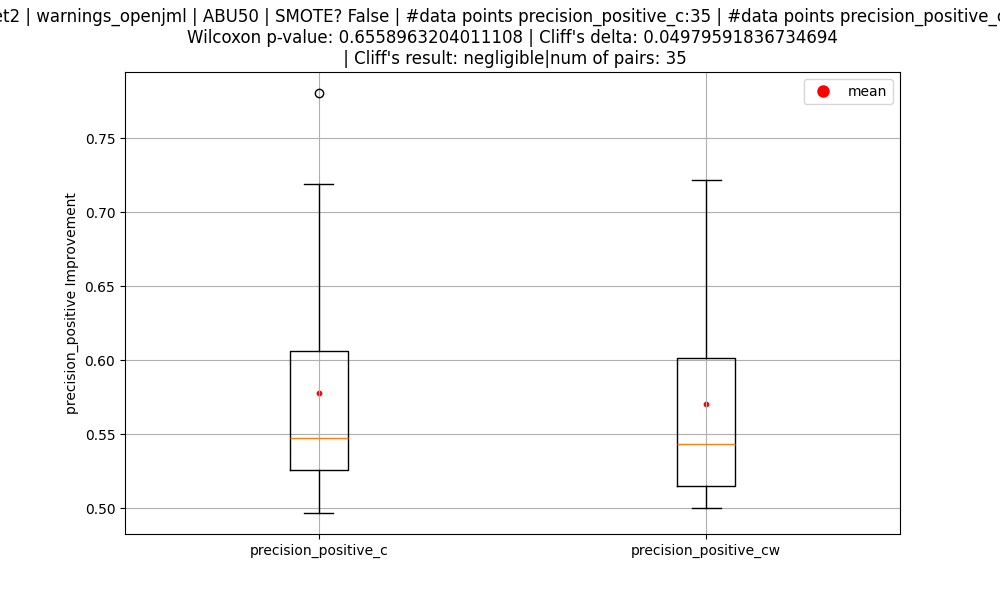 | warnings_openjml | ABU50 | SMOTE? False | #data points precision_positive_c:35 | #data points
Wilcoxon p-value: 0.6558963204011108 | Cliff's delta: 0.04979591836734694
| Cliff's result: negligible|num of pairs: 35
mean
precision_positive Improvement
0.75
0.70
0.65
0.60
0.55
0.50
precision_positive_c
precision_positive_cw